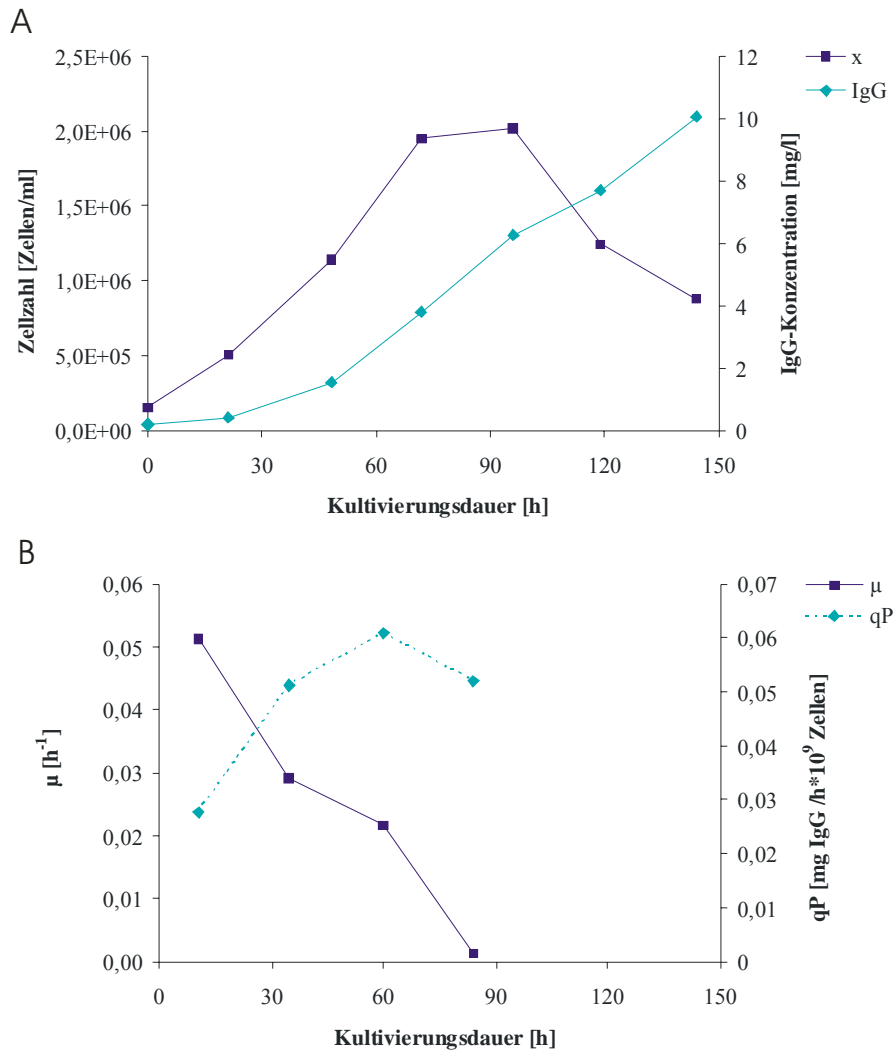 A
2,5E+06
2,0E+06
1,5E+06
1,0E+06
5,0E+05
0,0E+00
Zellzahl [Zellen/ml]
12
10
8
6
4
2
0
IgG-Konzentration [mg/l]
x
IgG
0 30 60 90 120 150
Kultivierungsdauer [h]
B
0,06
0,05
0,04
0,03
0,02
0,01
0,00
µ [h-1]
0,07
0,06
0,05
0,04
0,03
0,02
0,01
0
qP [mg IgG /h*10^9 Zellen]
µ
qP
0 30 60 90 120 150
Kultivierungsdauer [h]